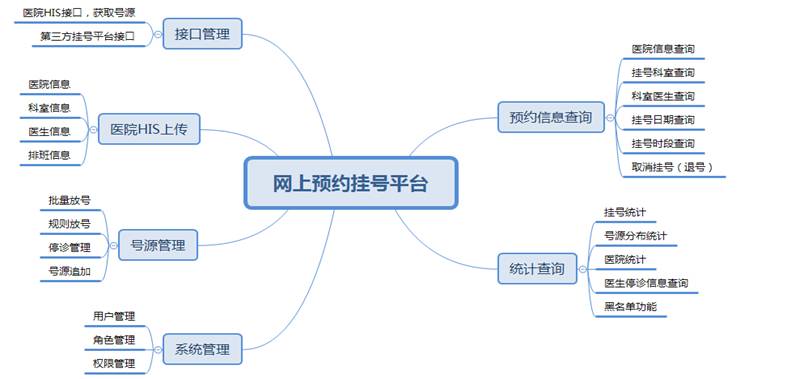 网上预约挂号平台
接口管理
医院HIS接口，获取号源
第三方挂号平台接口
医院HIS上传
医院信息
科室信息
医生信息
排班信息
号源管理
批量放号
规则放号
停诊管理
号源追加
系统管理
用户管理
角色管理
权限管理
预约信息查询
医院信息查询
挂号科室查询
科室医生查询
挂号日期查询
挂号时段查询
取消挂号（退号）
统计查询
挂号统计
号源分布统计
医院统计
医生停诊信息查询
黑名单功能